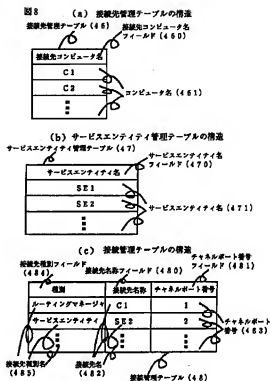 図8 (a) 接続先管理テーブルの構造
接続先管理テーブル(46)
接続先コンピュータ名
フィールド(460)
接続先コンピュータ名
C1
C2
コンピュータ名(461)
(b) サービスエンティティ管理テーブルの構造
サービスエンティティ管理テーブル(47)
サービスエンティティ名
フィールド(470)
サービスエンティティ名
SE1
SE2
サービスエンティティ名
(471)
(c) 接続管理テーブルの構造
接続先種別フィールド
(484)
接続先名称フィールド(480)
チャネルポート番号
フィールド(481)
種別 接続先名称 チャネルポート番号
ルーティングマネージャ C1 1
サービスエンティティ SE2 2
チャネルポート
番号(483)
接続先種別名
(485)
接続先名
(482)
接続管理テーブル(48)